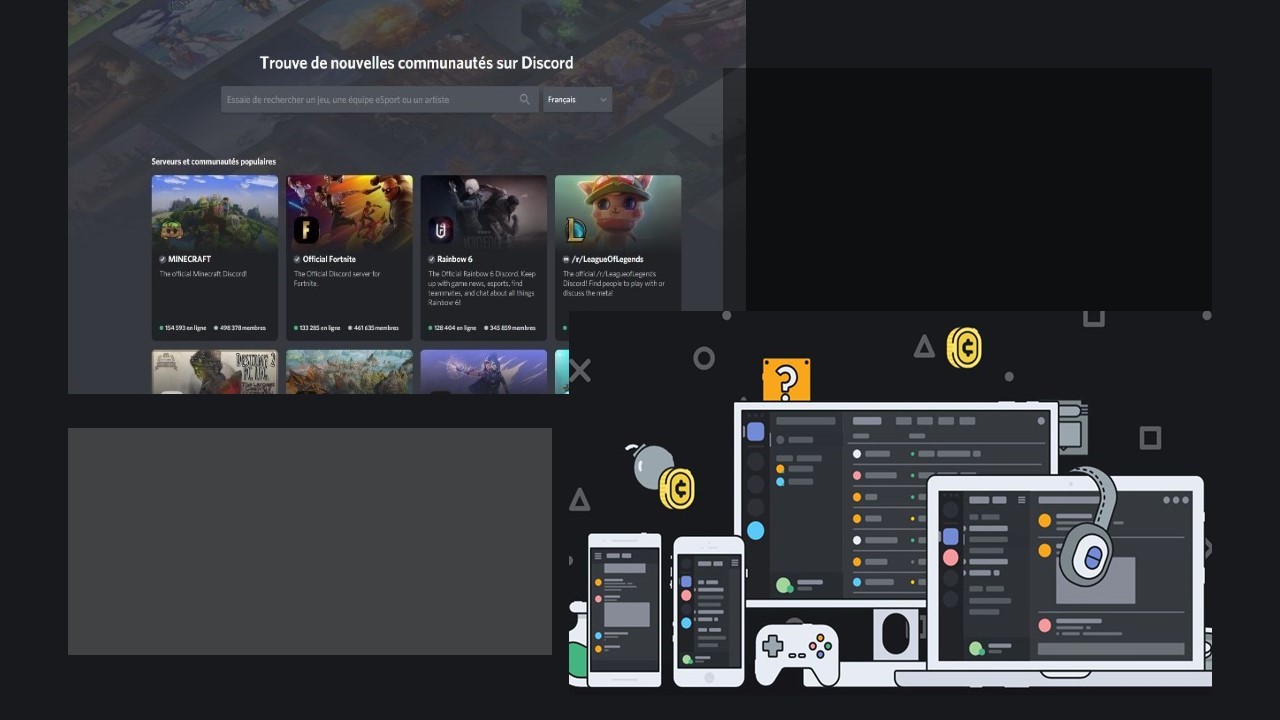 Trouve de nouvelles communautés sur Discord
Essaie de rechercher un jeu, une équipe eSport ou un artiste
Français
Serveurs et communautés populaires
MINECRAFT
The official Minecraft Discord!
154 593 en ligne 498 378 membres
Official Fortnite
The Official Discord server for
Fortnite.
133 285 en ligne 461 635 membres
Rainbow 6
The Official Rainbow 6 Discord. Keep
up with game news, esports, find
teammates, and chat about all things
Rainbow 6!
128 404 en ligne 345 859 membres
/r/LeagueOfLegends
The official /r/LeagueofLegends
Discord! Find people to play with or
discuss the meta!
?